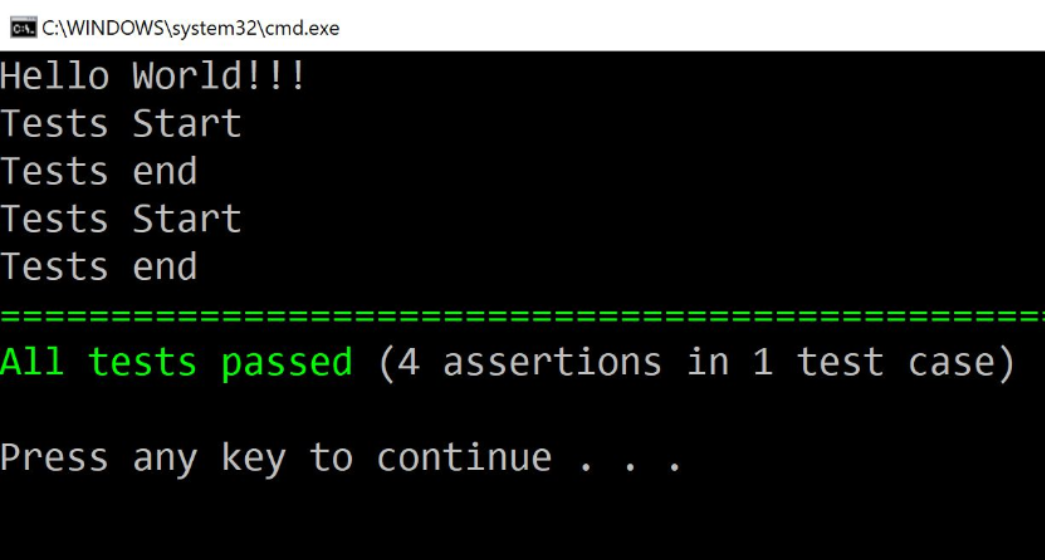 C:\WINDOWS\system32\cmd.exe
Hello World!!!
Tests Start
Tests end
Tests Start
Tests end
===============================================
All tests passed (4 assertions in 1 test case)
Press any key to continue . . .